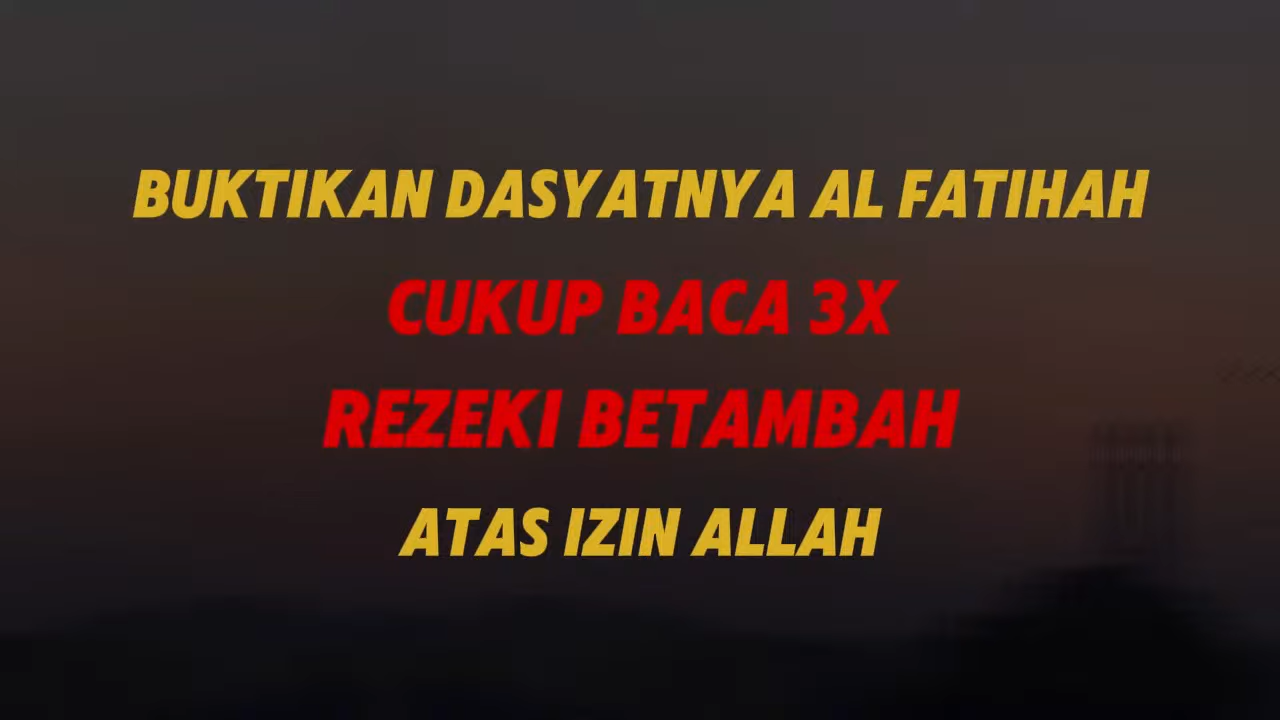 BUKTIKAN DASYATNYA AL FATIHAH
CUKUP BACA 3X
REZEKI BETAMBAH
ATAS IZIN ALLAH